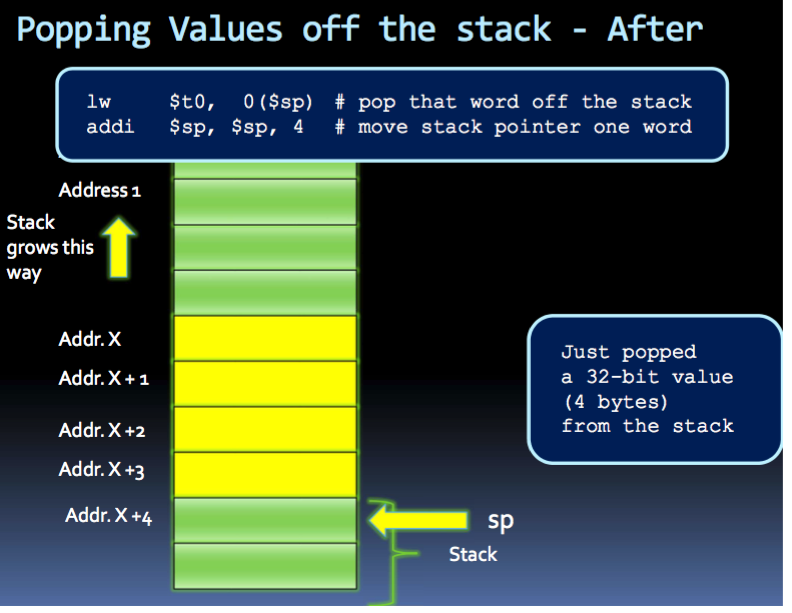 Popping Values off the stack - After
lw $t0, 0($sp) # pop that word off the stack
addi $sp, $sp, 4 # move stack pointer one word
Address 1
Stack
grows this
way
Addr. X
Addr. X + 1
Addr. X +2
Addr. X +3
Addr. X +4
Just popped
a 32-bit value
(4 bytes)
from the stack
sp
Stack